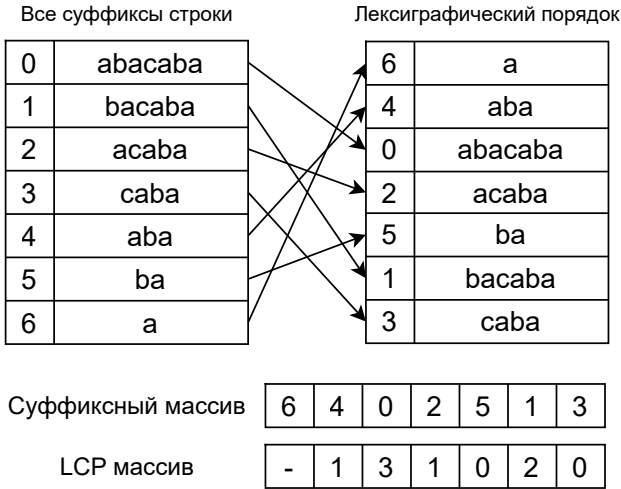 Все суффиксы строки
Лексиграфический порядок
0 abacaba
1 bacaba
2 acaba
3 caba
4 aba
5 ba
6 a
6 a
4 aba
0 abacaba
2 acaba
5 ba
1 bacaba
3 caba
Суффиксный массив 6 4 0 2 5 1 3
LCP массив - 1 3 1 0 2 0